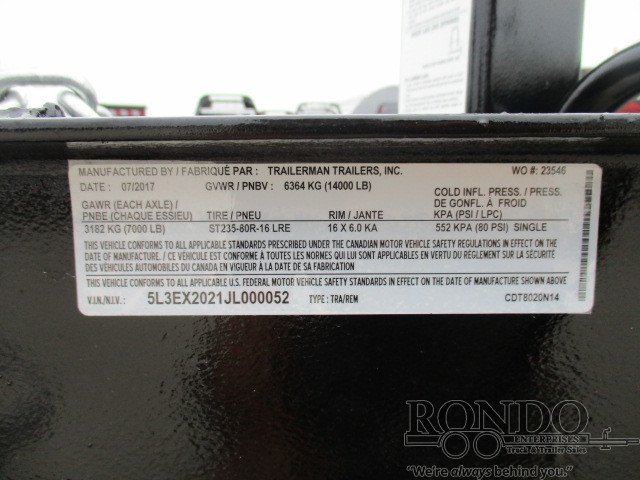 MANUFACTURED BY / FABRIQUÉ PAR : TRAILERMAN TRAILERS, INC. WO #: 23546
DATE : 07/2017 GVWR / PNBV : 6364 KG (14000 LB)
GAWR (EACH AXLE) / PNBE (CHAQUE ESSIEU) TIRE / PNEU RIM / JANTE COLD INFL. PRESS. / PRESS. DE GONFL. À FROID KPA (PSI / LPC)
3182 KG (7000 LB) ST235-80R-16 LRE 16 X 6.0 KA 552 KPA (80 PSI) SINGLE
THIS VEHICLE CONFORMS TO ALL APPLICABLE STANDARDS PRESCRIBED UNDER THE CANADIAN MOTOR VEHICLE SAFETY REGULATIONS IN EFFECT
ON THE DATE OF MANUFACTURE. / CE VÉHICULE EST CONFORME À TOUTES LES NORMES QUI LUI SONT APPLICABLES EN VERTU DU RÈGLEMENT SUR LA SÉCURITÉ
DES VÉHICULES AUTOMOBILES DU CANADA EN VIGUEUR À LA DATE DE SA FABRICATION
THIS VEHICLE CONFORMS TO ALL APPLICABLE U.S. FEDERAL MOTOR VEHICLE SAFETY STANDARDS IN EFFECT ON THE DATE OF MANUFACTURE SHOWN ABOVE.
V.I.N./N.I.V.: 5L3EX2021JL000052 TYPE: TRA/REM CDT8020N14
RONDO
ENTERPRISES
Truck & Trailer Sales
"We're always behind you."